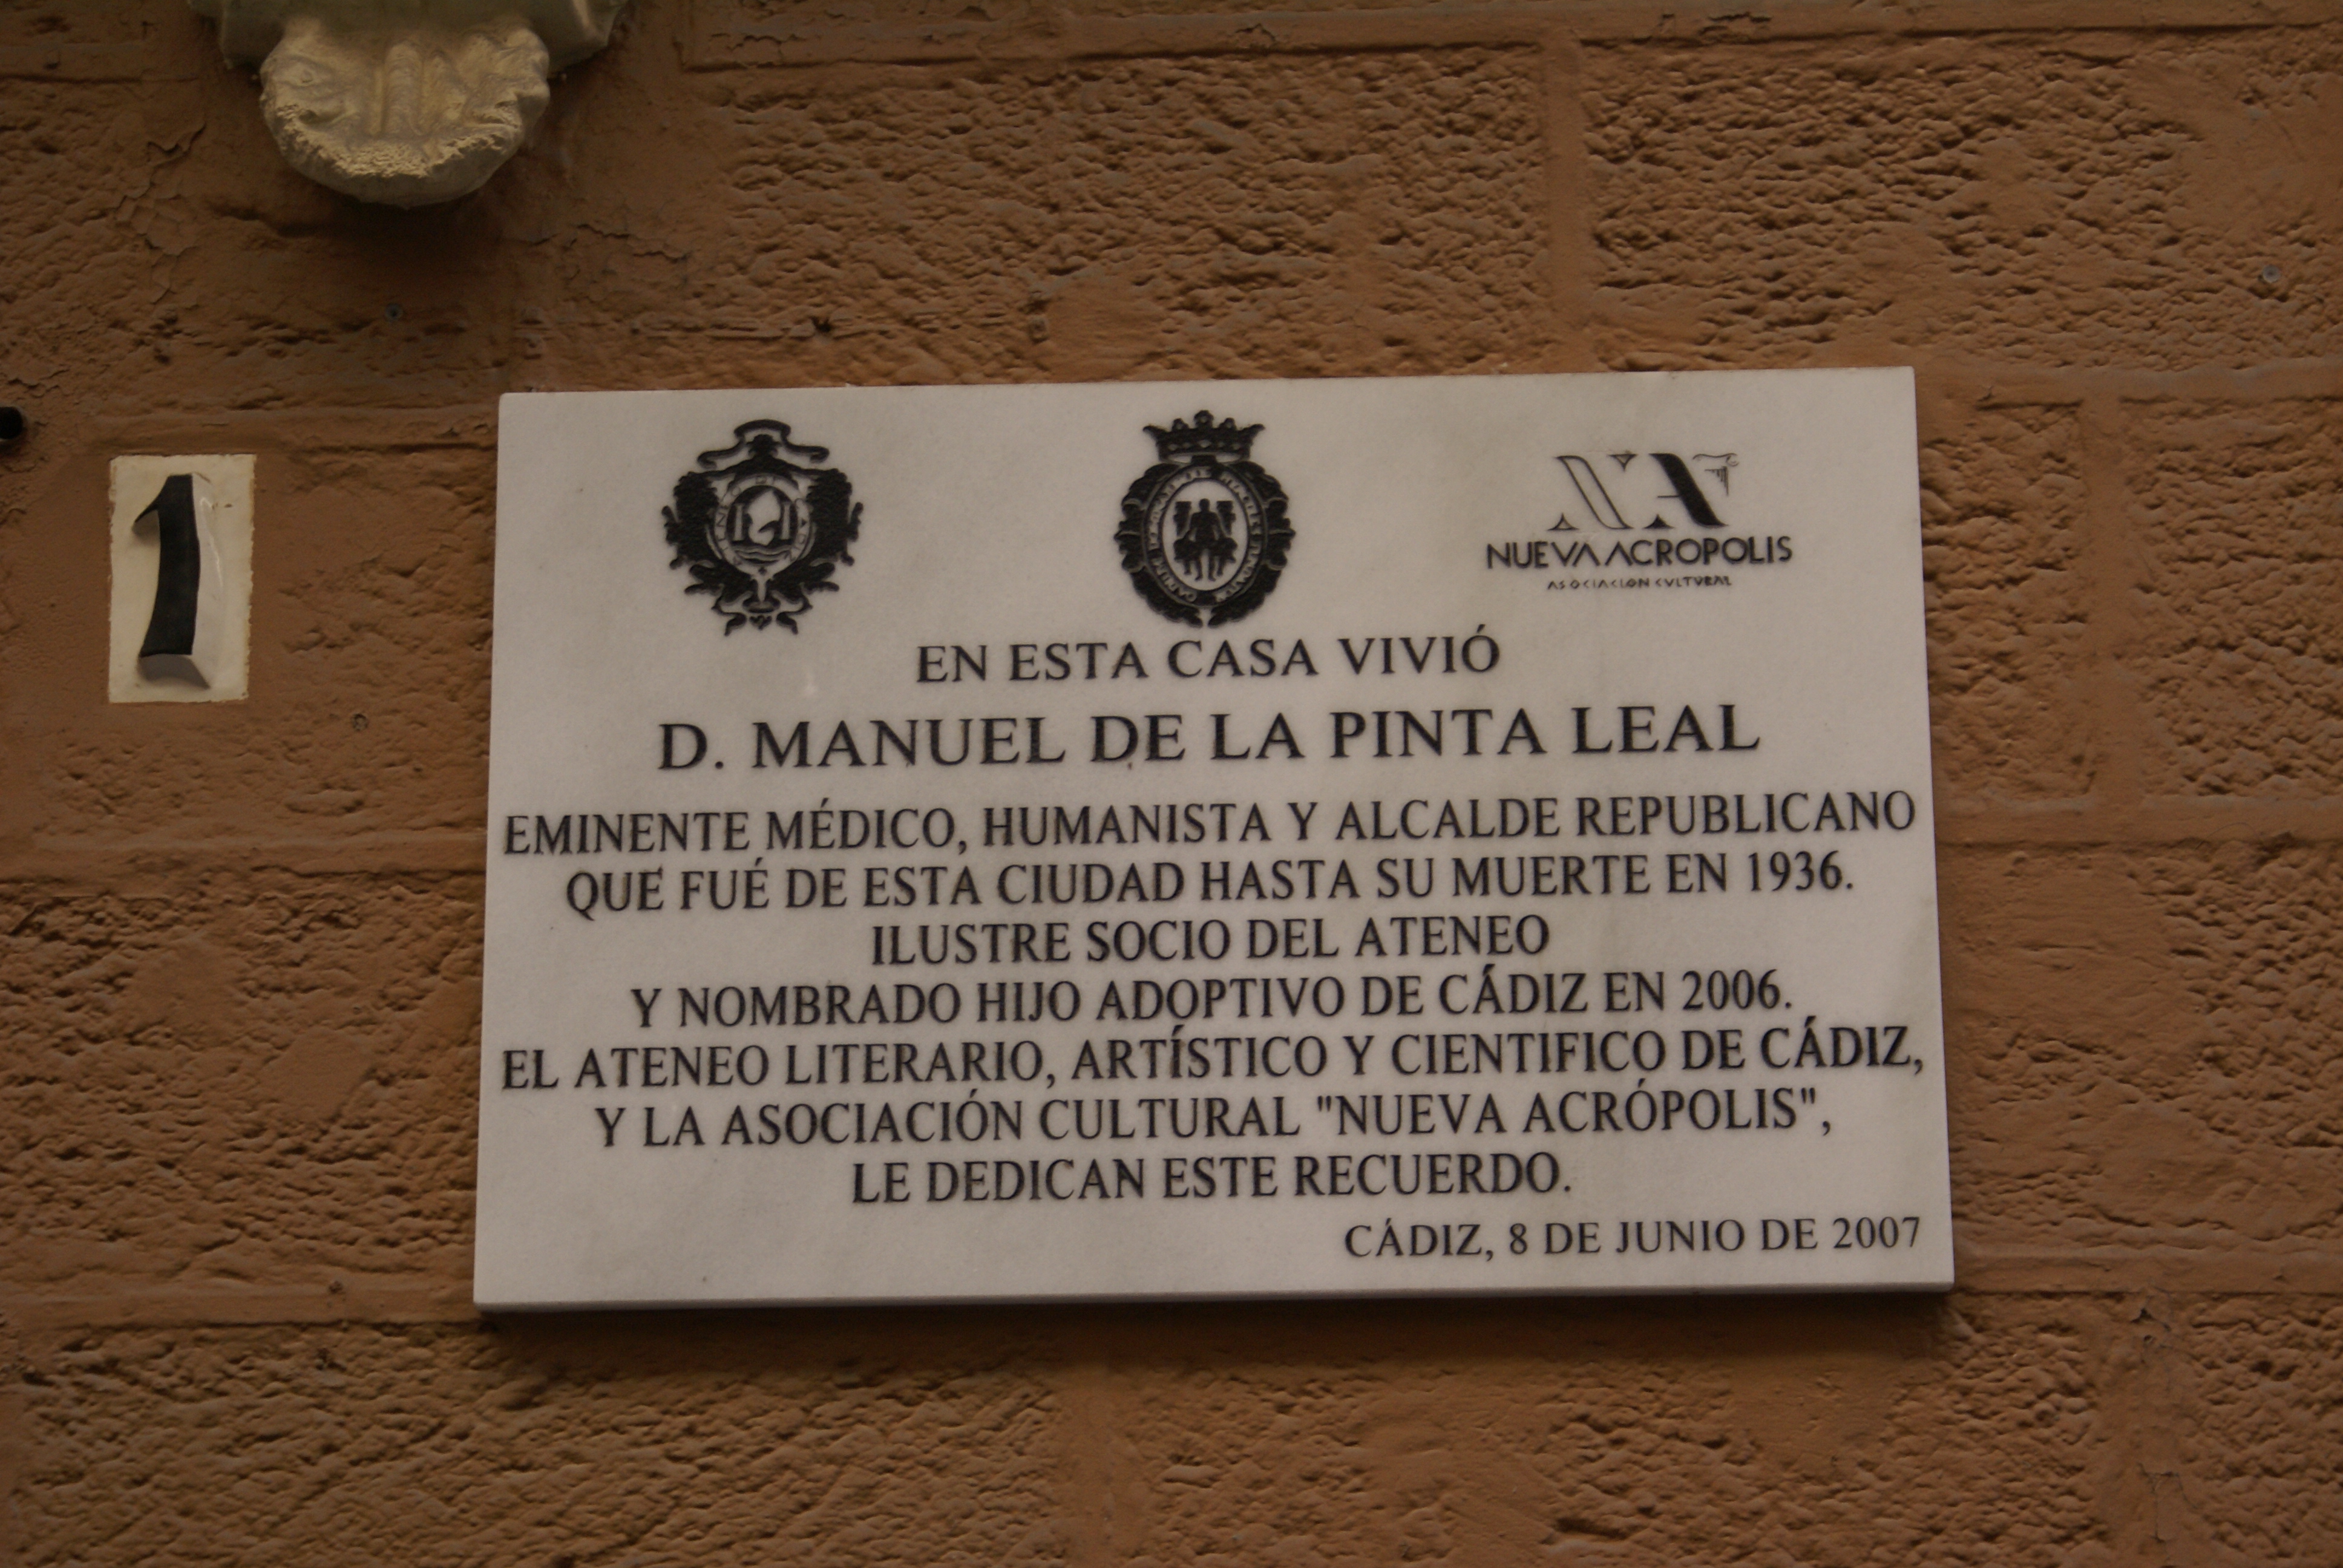 1
NUEVA ACROPOLIS
ASOCIACION CVLTVRAL
EN ESTA CASA VIVIÓ
D. MANUEL DE LA PINTA LEAL
EMINENTE MÉDICO, HUMANISTA Y ALCALDE REPUBLICANO
QUE FUÉ DE ESTA CIUDAD HASTA SU MUERTE EN 1936.
ILUSTRE SOCIO DEL ATENEO
Y NOMBRADO HIJO ADOPTIVO DE CÁDIZ EN 2006.
EL ATENEO LITERARIO, ARTÍSTICO Y CIENTIFICO DE CÁDIZ,
Y LA ASOCIACIÓN CULTURAL "NUEVA ACRÓPOLIS",
LE DEDICAN ESTE RECUERDO.
CÁDIZ, 8 DE JUNIO DE 2007